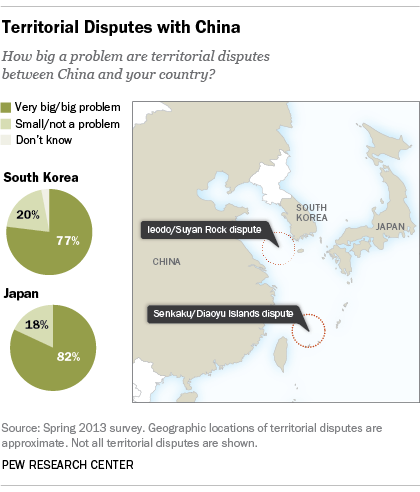 Territorial Disputes with China
How big a problem are territorial disputes
between China and your country?
Very big/big problem
Small/not a problem
Don't know
South Korea
20%
77%
Japan
18%
82%
SOUTH
KOREA
JAPAN
Ieodo/Suyan Rock dispute
CHINA
Senkaku/Diaoyu Islands dispute
Source: Spring 2013 survey. Geographic locations of territorial disputes are
approximate. Not all territorial disputes are shown.
PEW RESEARCH CENTER